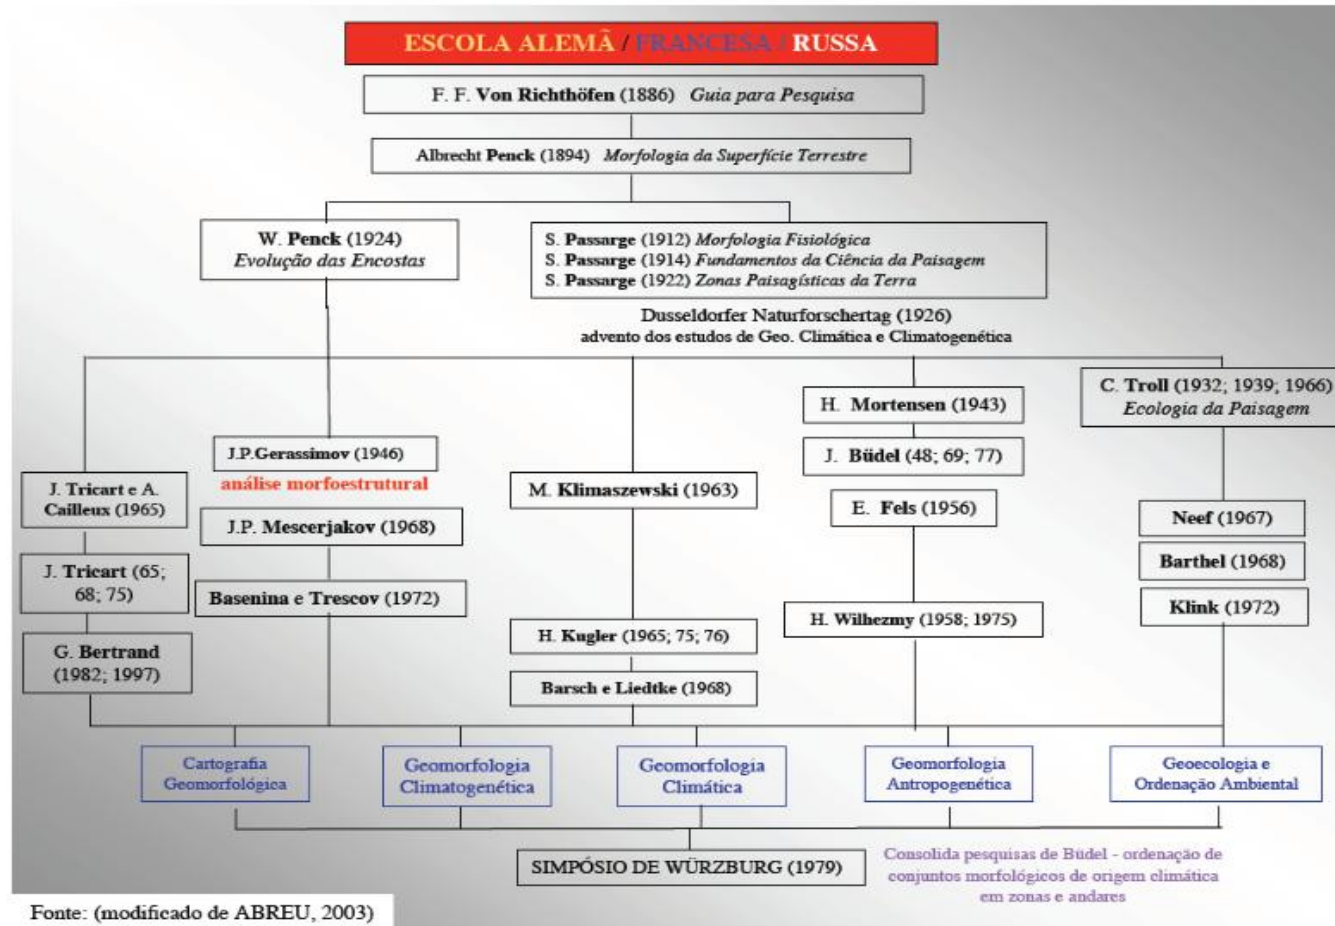 ESCOLA ALEMÃ / FRANCESA / RUSSA
F. F. Von Richthöfen (1886) Guia para Pesquisa
Albrecht Penck (1894) Morfologia da Superfície Terrestre
W. Penck (1924)
Evolução das Encostas
S. Passarge (1912) Morfologia Fisiológica
S. Passarge (1914) Fundamentos da Ciência da Paisagem
S. Passarge (1922) Zonas Paisagísticas da Terra
Dusseldorfer Naturforschertag (1926)
advento dos estudos de Geo. Climática e Climatogenética
J. Tricart e A.
Cailleux (1965)
J. Tricart (65;
68; 75)
G. Bertrand
(1982; 1997)
J.P.Gerassimov (1946)
análise morfoestrutural
J.P. Mescerjakov (1968)
Basenina e Trescov (1972)
M. Klimaszewski (1963)
H. Kugler (1965; 75; 76)
Barsch e Liedtke (1968)
H. Mortensen (1943)
J. Büdel (48; 69; 77)
E. Fels (1956)
H. Wilhezmy (1958; 1975)
C. Troll (1932; 1939; 1966)
Ecologia da Paisagem
Neef (1967)
Barthel (1968)
Klink (1972)
Cartografia
Geomorfológica
Geomorfologia
Climatogenética
Geomorfologia
Climática
Geomorfologia
Antropogenética
Geoecologia e
Ordenação Ambiental
SIMPÓSIO DE WÜRZBURG (1979)
Consolida pesquisas de Büdel - ordenação de
conjuntos morfológicos de origem climática
em zonas e andares
Fonte: (modificado de ABREU, 2003)